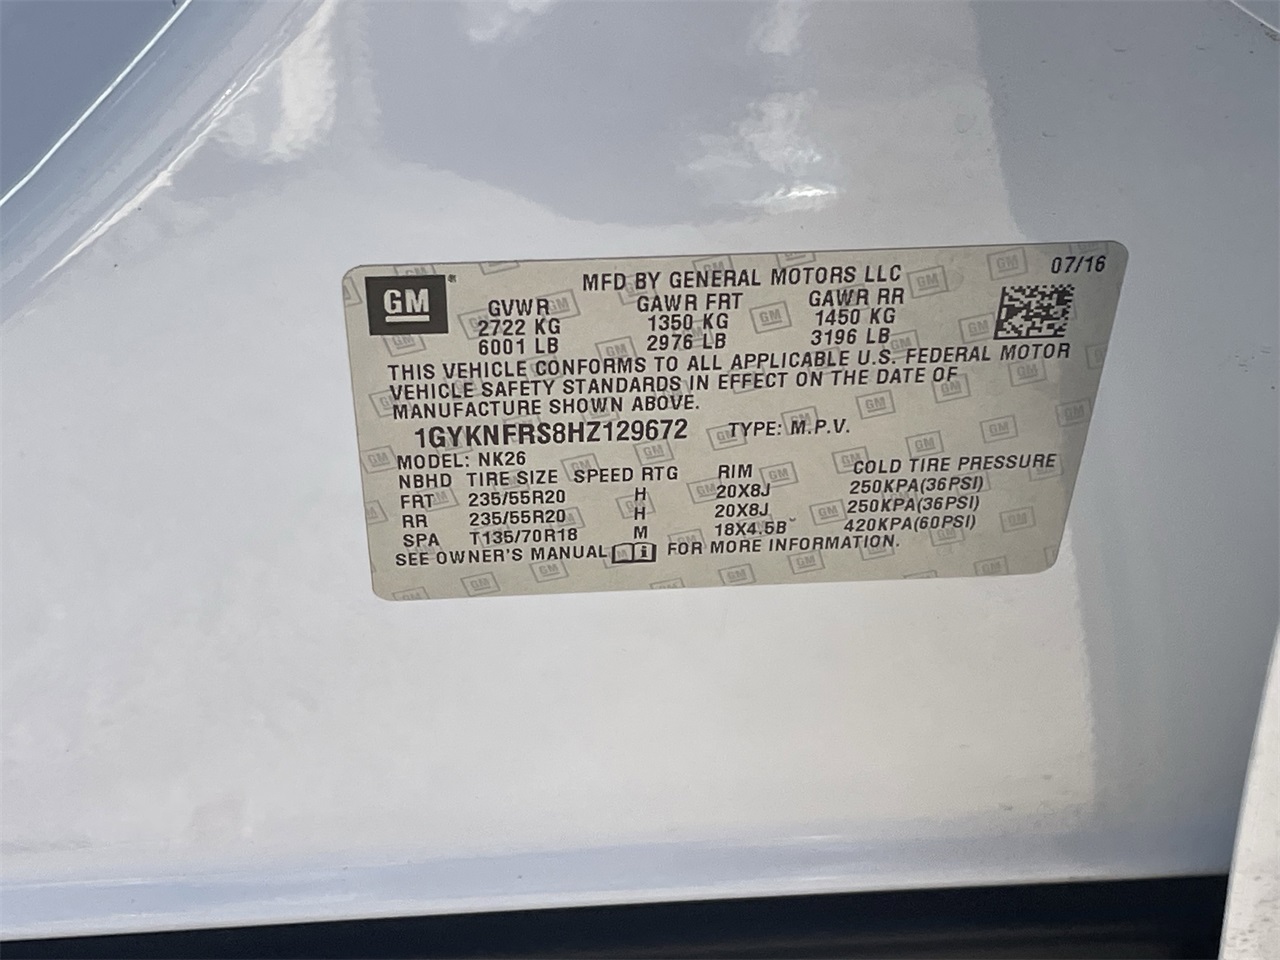 GM® MFD BY GENERAL MOTORS LLC 07/16
GVWR GAWR FRT GAWR RR
2722 KG 1350 KG 1450 KG
6001 LB 2976 LB 3196 LB
THIS VEHICLE CONFORMS TO ALL APPLICABLE U.S. FEDERAL MOTOR
VEHICLE SAFETY STANDARDS IN EFFECT ON THE DATE OF
MANUFACTURE SHOWN ABOVE.
1GYKNFRS8HZ129672 TYPE: M.P.V.
MODEL: NK26
NBHD TIRE SIZE SPEED RTG RIM COLD TIRE PRESSURE
FRT 235/55R20 H 20X8J 250KPA(36PSI)
RR 235/55R20 H 20X8J 250KPA(36PSI)
SPA T135/70R18 M 18X4.5B 420KPA(60PSI)
SEE OWNER'S MANUAL i FOR MORE INFORMATION.